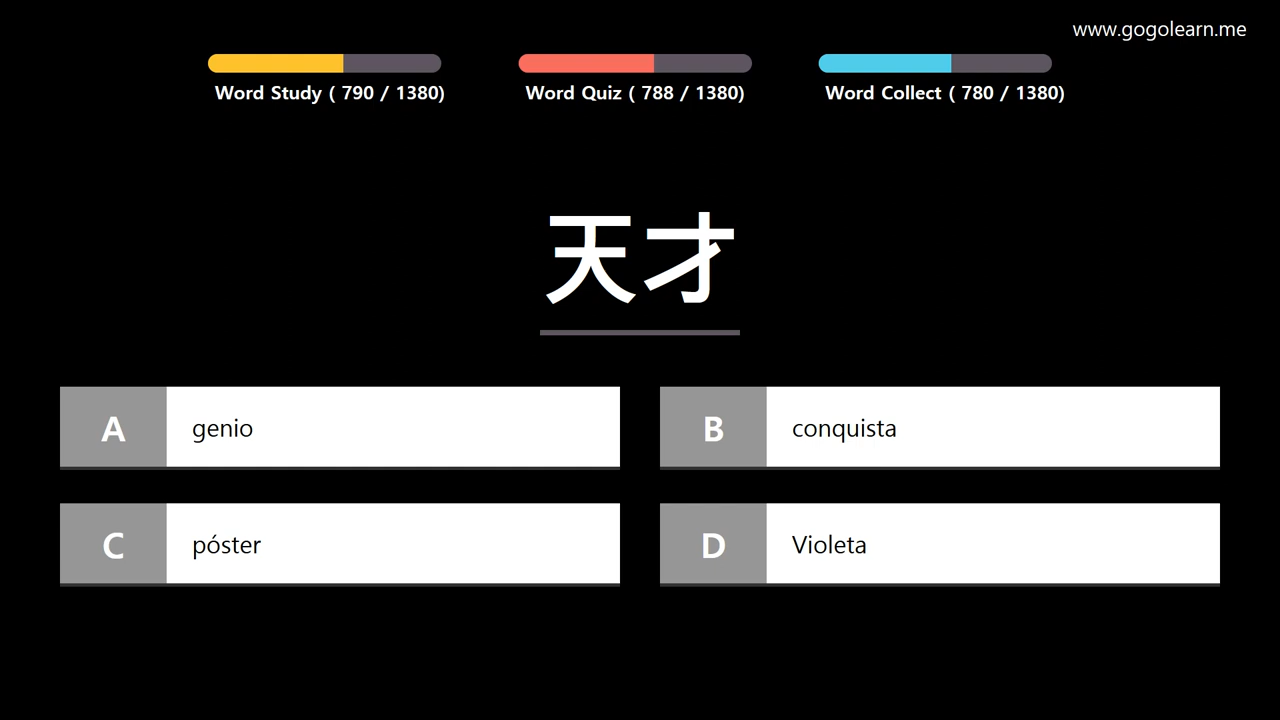 www.gogolearn.me
Word Study ( 790 / 1380)
Word Quiz ( 788 / 1380)
Word Collect ( 780 / 1380)
天才
A genio
B conquista
C póster
D Violeta